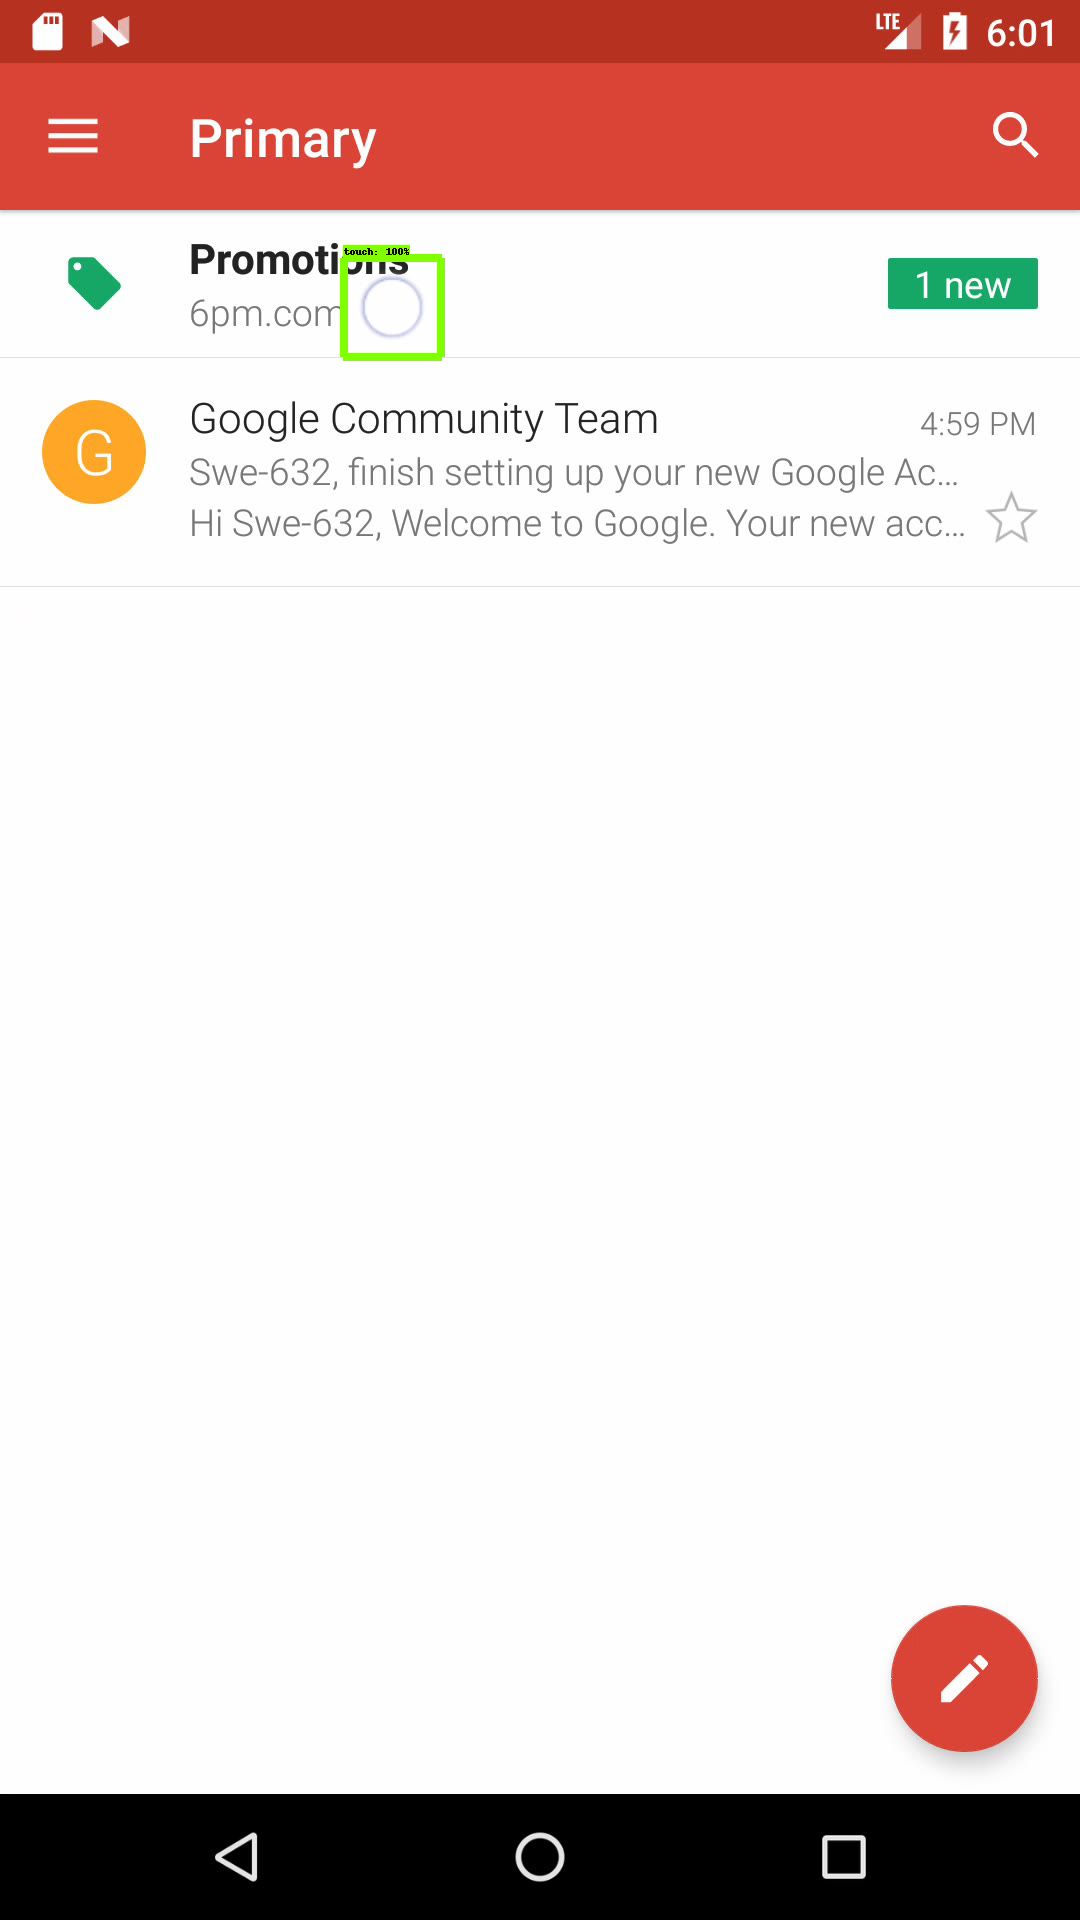 LTE 6:01
Primary
touch: 100%
Promotions
6pm.com
1 new
G
Google Community Team
4:59 PM
Swe-632, finish setting up your new Google Ac...
Hi Swe-632, Welcome to Google. Your new acc...